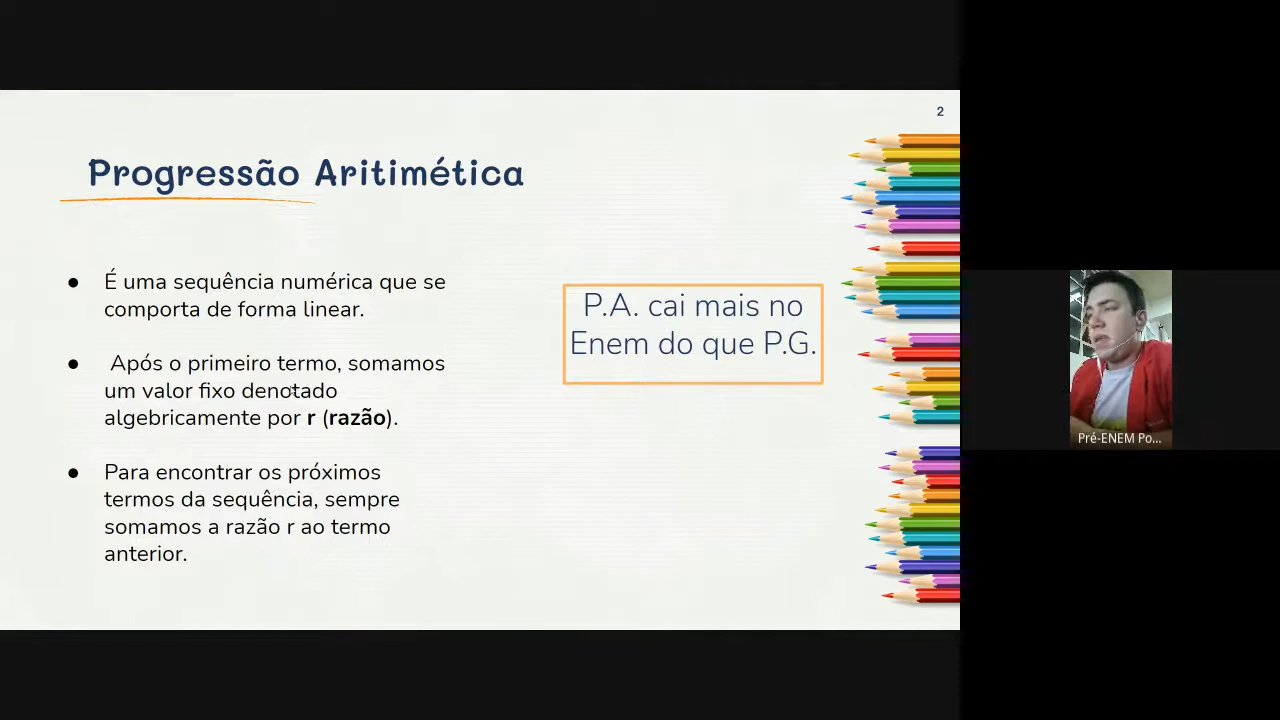 2
Progressão Aritimética
● É uma sequência numérica que se
comporta de forma linear.
● Após o primeiro termo, somamos
um valor fixo denotado
algebricamente por r (razão).
● Para encontrar os próximos
termos da sequência, sempre
somamos a razão r ao termo
anterior.
P.A. cai mais no
Enem do que P.G.
Pré-ENEM Po...